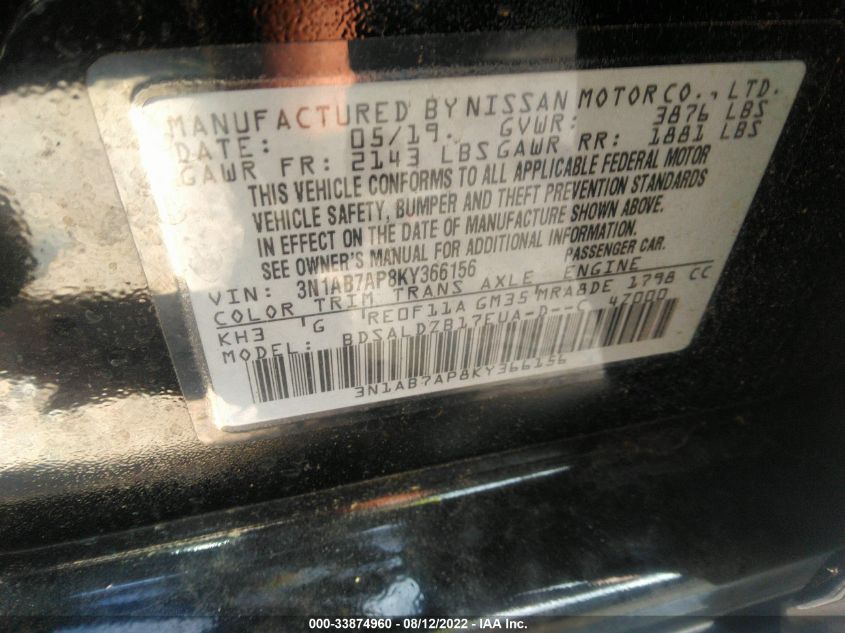 MANUFACTURED BY NISSAN MOTOR CO., LTD.
DATE: 05/19. GVWR: 3876 LBS
GAWR FR: 2143 LBS GAWR RR: 1881 LBS
THIS VEHICLE CONFORMS TO ALL APPLICABLE FEDERAL MOTOR
VEHICLE SAFETY, BUMPER AND THEFT PREVENTION STANDARDS
IN EFFECT ON THE DATE OF MANUFACTURE SHOWN ABOVE.
SEE OWNER'S MANUAL FOR ADDITIONAL INFORMATION.
VIN: 3N1AB7AP8KY366156 PASSENGER CAR.
COLOR TRIM TRANS AXLE ENGINE
KH3 G RE0F11A GM35 MRA8DE 1798 CC
MODEL: BDSALDZB17EUA-D--C 47000
3N1AB7AP8KY366156
000-33874960 - 08/12/2022 - IAA Inc.